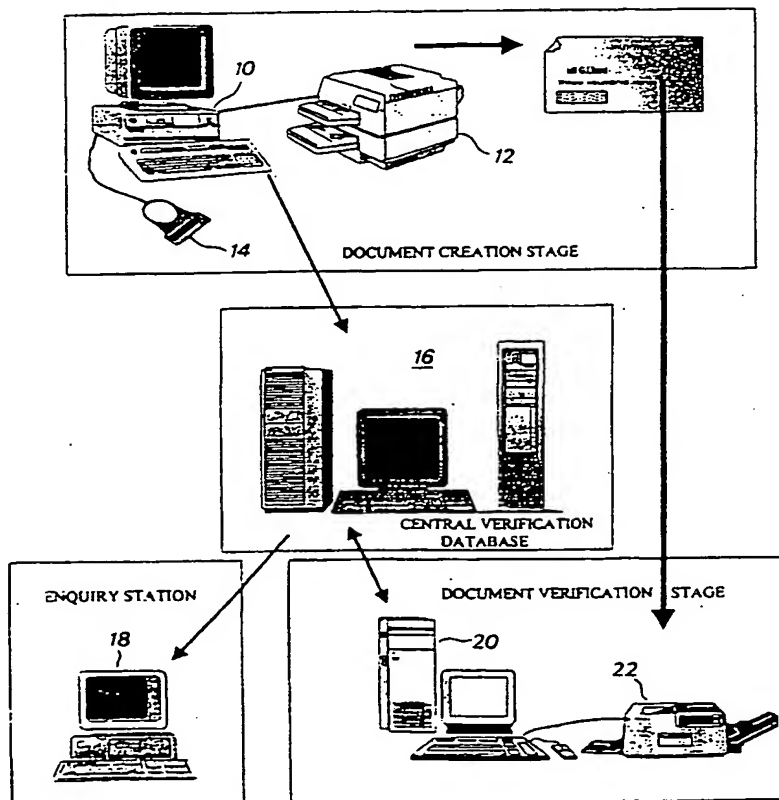 10
12
14
DOCUMENT CREATION STAGE
16
CENTRAL VERIFICATION
DATABASE
ENQUIRY STATION
DOCUMENT VERIFICATION STAGE
18
20
22